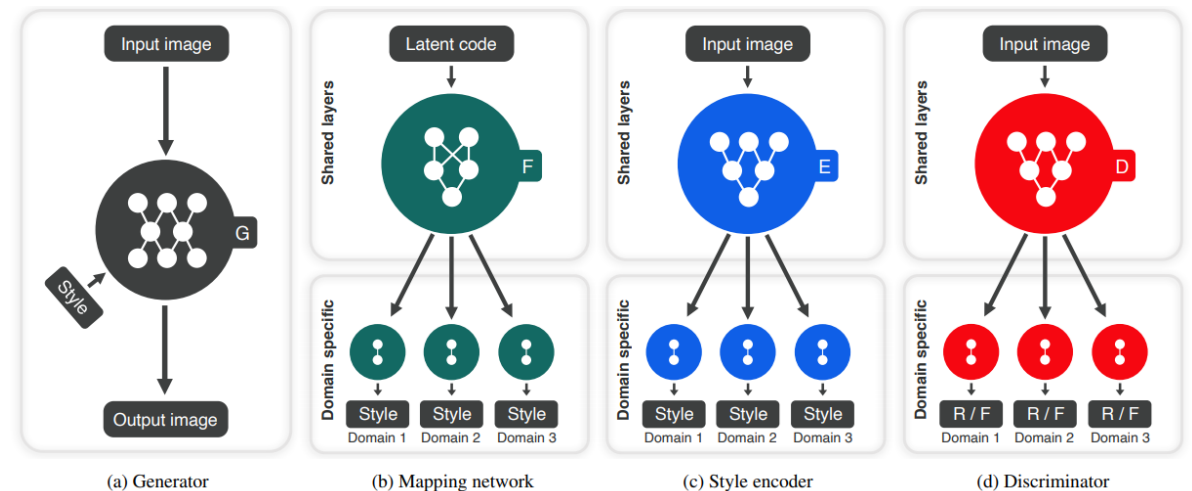 Input image
G
Style
Output image
(a) Generator
Shared layers
Latent code
F
Domain specific
Style Style Style
Domain 1 Domain 2 Domain 3
(b) Mapping network
Shared layers
Input image
E
Domain specific
Style Style Style
Domain 1 Domain 2 Domain 3
(c) Style encoder
Shared layers
Input image
D
Domain specific
R / F R / F R / F
Domain 1 Domain 2 Domain 3
(d) Discriminator